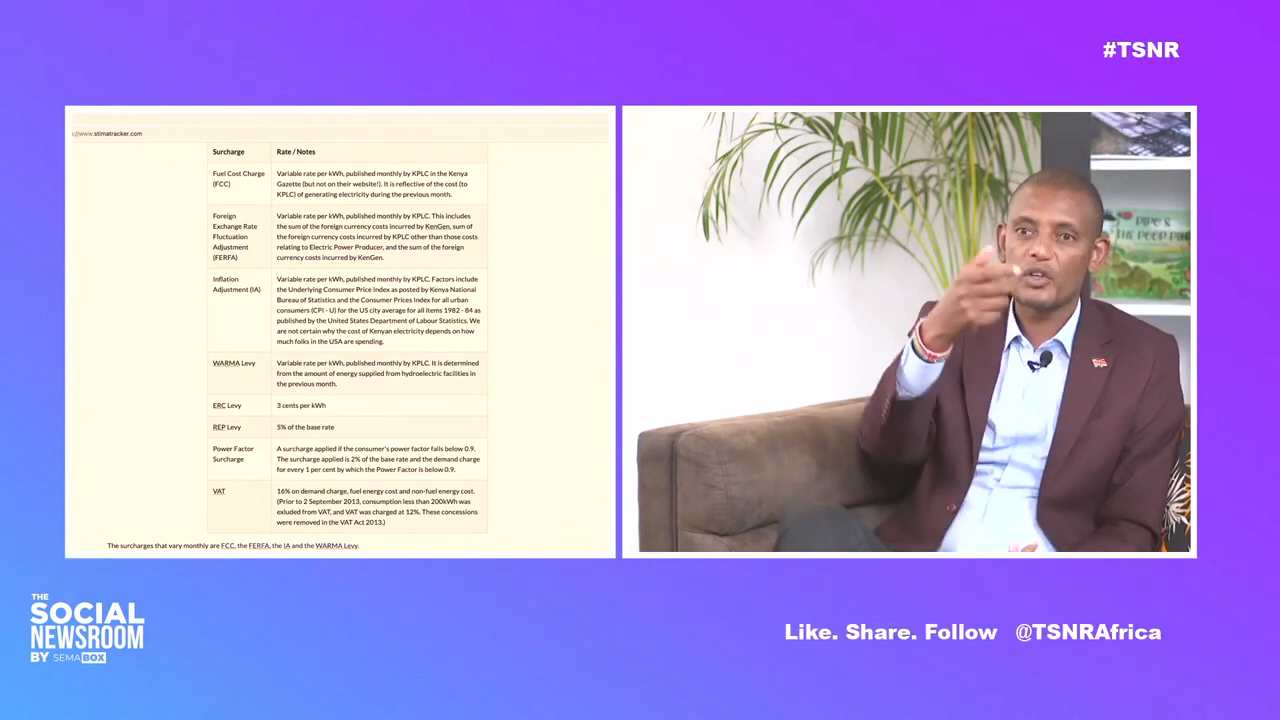 #TSNR
://www.stimatracker.com
Surcharge Rate / Notes
Fuel Cost Charge (FCC)
Variable rate per kWh, published monthly by KPLC in the Kenya
Gazette (but not on their website!). It is reflective of the cost (to
KPLC) of generating electricity during the previous month.
Foreign
Exchange Rate
Fluctuation
Adjustment
(FERFA)
Variable rate per kWh, published monthly by KPLC. This includes
the sum of the foreign currency costs incurred by KenGen, sum of
the foreign currency costs incurred by KPLC other than those costs
relating to Electric Power Producer, and the sum of the foreign
currency costs incurred by KenGen.
Inflation
Adjustment (IA)
Variable rate per kWh, published monthly by KPLC. Factors include
the Underlying Consumer Price Index as posted by Kenya National
Bureau of Statistics and the Consumer Prices Index for all urban
consumers (CPI - U) for the US city average for all items 1982 - 84 as
published by the United States Department of Labour Statistics. We
are not certain why the cost of Kenyan electricity depends on how
much folks in the USA are spending.
WARMA Levy
Variable rate per kWh, published monthly by KPLC. It is determined
from the amount of energy supplied from hydroelectric facilities in
the previous month.
ERC Levy
3 cents per kWh
REP Levy
5% of the base rate
Power Factor
Surcharge
A surcharge applied if the consumer's power factor falls below 0.9.
The surcharge applied is 2% of the base rate and the demand charge
for every 1 per cent by which the Power Factor is below 0.9.
VAT
16% on demand charge, fuel energy cost and non-fuel energy cost.
(Prior to 2 September 2013, consumption less than 200kWh was
exluded from VAT, and VAT was charged at 12%. These concessions
were removed in the VAT Act 2013.)
The surcharges that vary monthly are FCC, the FERFA, the IA and the WARMA Levy.
THE POOP
THE
SOCIAL
NEWSROOM
BY SEMABOX
Like. Share. Follow @TSNRAfrica